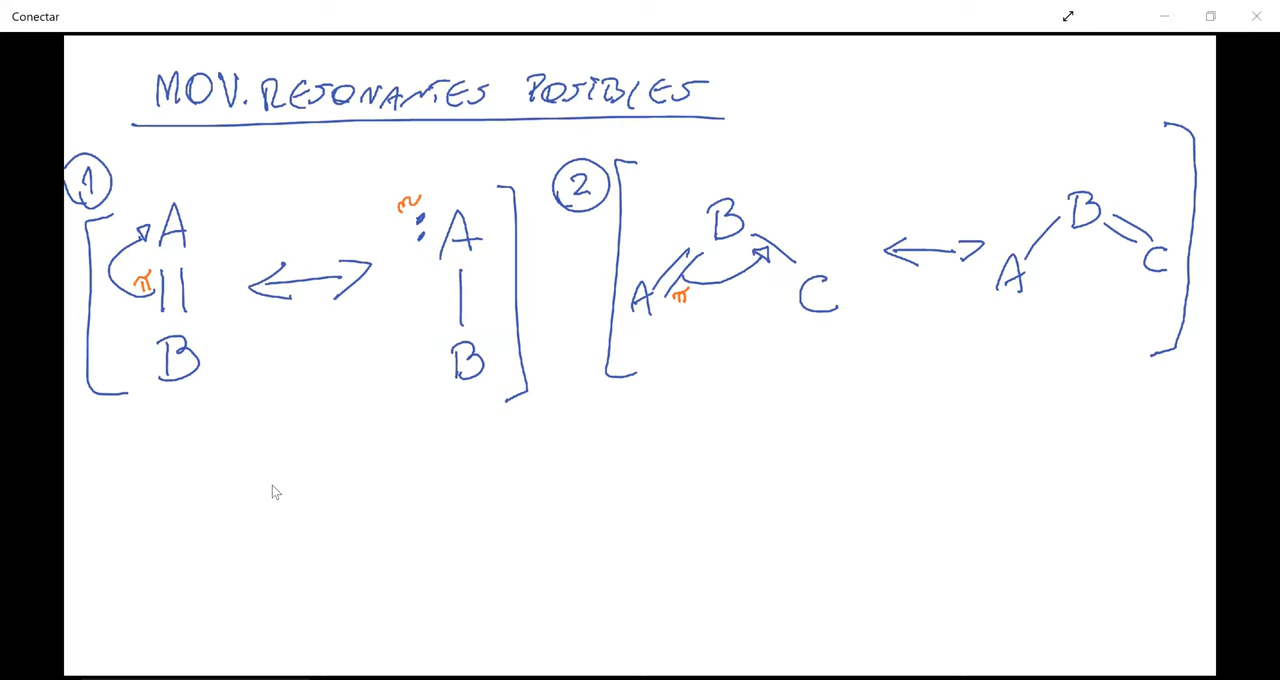 Conectar
MOV. RESONANTES POSIBLES
1
A
π
B
n
: A
B
2
B
A
π
C
B
A
C